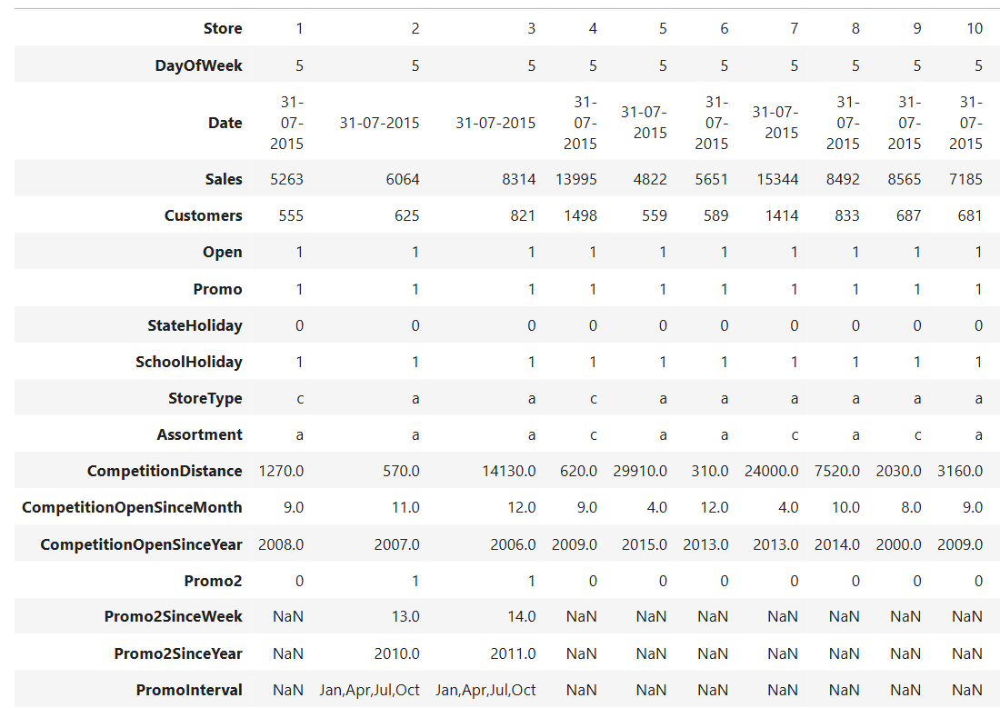 Store 1 2 3 4 5 6 7 8 9 10
DayOfWeek 5 5 5 5 5 5 5 5 5 5
Date 31-07-2015 31-07-2015 31-07-2015 31-07-2015 31-07-2015 31-07-2015 31-07-2015 31-07-2015 31-07-2015 31-07-2015
Sales 5263 6064 8314 13995 4822 5651 15344 8492 8565 7185
Customers 555 625 821 1498 559 589 1414 833 687 681
Open 1 1 1 1 1 1 1 1 1 1
Promo 1 1 1 1 1 1 1 1 1 1
StateHoliday 0 0 0 0 0 0 0 0 0 0
SchoolHoliday 1 1 1 1 1 1 1 1 1 1
StoreType c a a c a a a a a a
Assortment a a a c a a c a c a
CompetitionDistance 1270.0 570.0 14130.0 620.0 29910.0 310.0 24000.0 7520.0 2030.0 3160.0
CompetitionOpenSinceMonth 9.0 11.0 12.0 9.0 4.0 12.0 4.0 10.0 8.0 9.0
CompetitionOpenSinceYear 2008.0 2007.0 2006.0 2009.0 2015.0 2013.0 2013.0 2014.0 2000.0 2009.0
Promo2 0 1 1 0 0 0 0 0 0 0
Promo2SinceWeek NaN 13.0 14.0 NaN NaN NaN NaN NaN NaN NaN
Promo2SinceYear NaN 2010.0 2011.0 NaN NaN NaN NaN NaN NaN NaN
PromoInterval NaN Jan,Apr,Jul,Oct Jan,Apr,Jul,Oct NaN NaN NaN NaN NaN NaN NaN